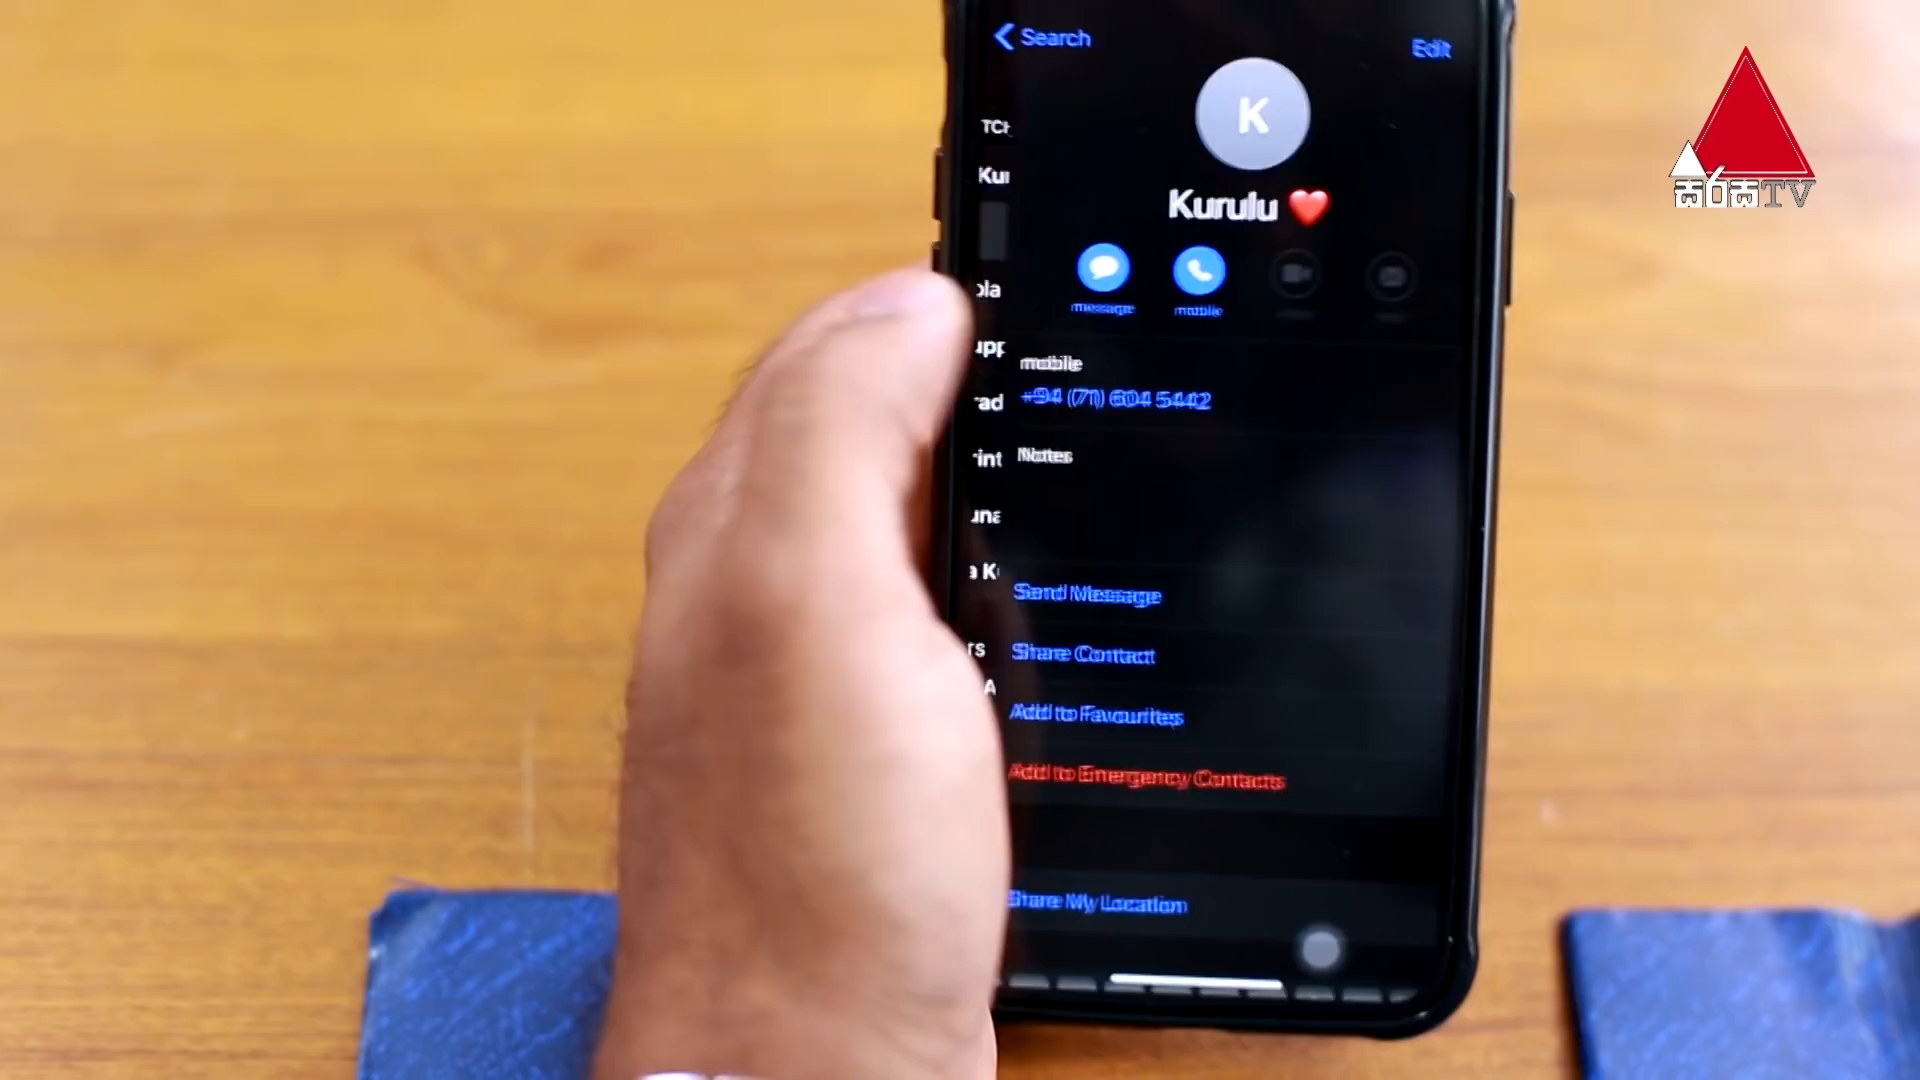 Search
Edit
K
Kurulu ❤️
message
mobile
mobile
+94 (71) 604 5442
Notes
Send Message
Share Contact
Add to Favourites
Add to Emergency Contacts
Share My Location
සිරස TV